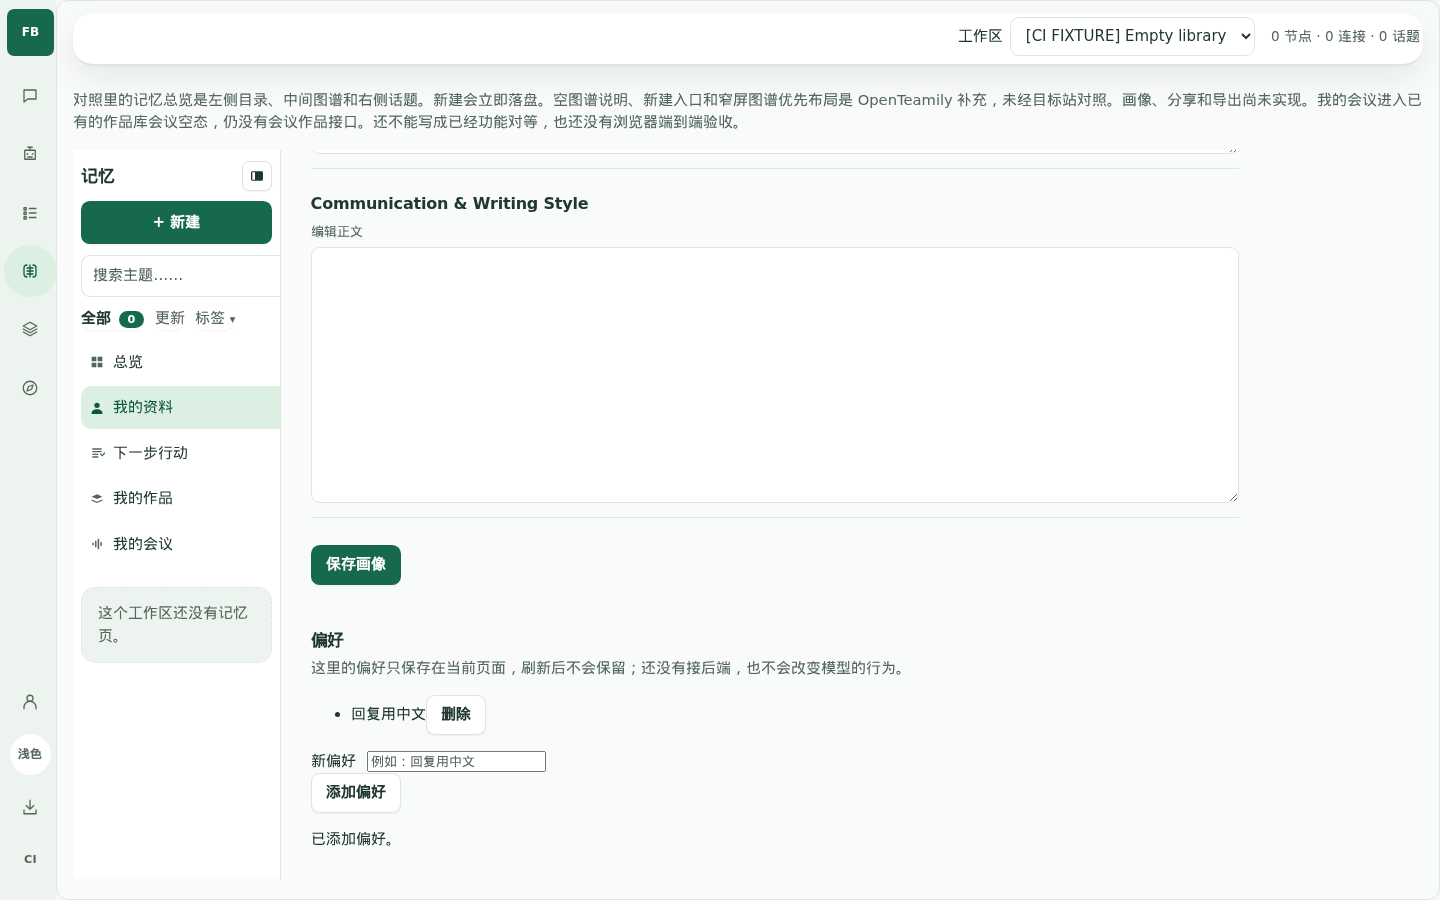 FB
工作区
[CI FIXTURE] Empty library
0 节点 · 0 连接 · 0 话题
对照里的记忆总览是左侧目录、中间图谱和右侧话题。新建会立即落盘。空图谱说明、新建入口和窄屏图谱优先布局是 OpenTeamily 补充，未经目标站对照。画像、分享和导出尚未实现。我的会议进入已
有的作品库会议空态，仍没有会议作品接口。还不能写成已经功能对等，也还没有浏览器端到端验收。
记忆
+ 新建
搜索主题……
全部 0 更新 标签 ▾
总览
我的资料
下一步行动
我的作品
我的会议
这个工作区还没有记忆
页。
浅色
CI
Communication & Writing Style
编辑正文
保存画像
偏好
这里的偏好只保存在当前页面，刷新后不会保留；还没有接后端，也不会改变模型的行为。
• 回复用中文 删除
新偏好 例如：回复用中文
添加偏好
已添加偏好。